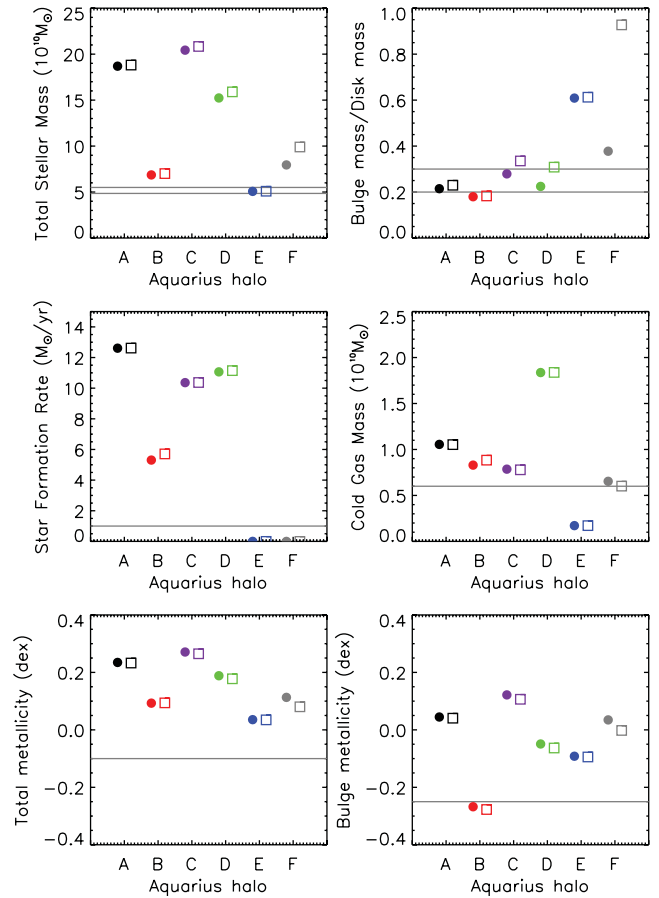 Total Stellar Mass (10¹⁰M⊙)
25
20
15
10
5
0
A B C D E F
Aquarius halo
Bulge mass/Disk mass
1.0
0.8
0.6
0.4
0.2
0.0
A B C D E F
Aquarius halo
Star Formation Rate (M⊙/yr)
14
12
10
8
6
4
2
0
A B C D E F
Aquarius halo
Cold Gas Mass (10¹⁰M⊙)
2.5
2.0
1.5
1.0
0.5
0.0
A B C D E F
Aquarius halo
Total metallicity (dex)
0.4
0.2
0.0
−0.2
−0.4
A B C D E F
Aquarius halo
Bulge metallicity (dex)
0.4
0.2
0.0
−0.2
−0.4
A B C D E F
Aquarius halo